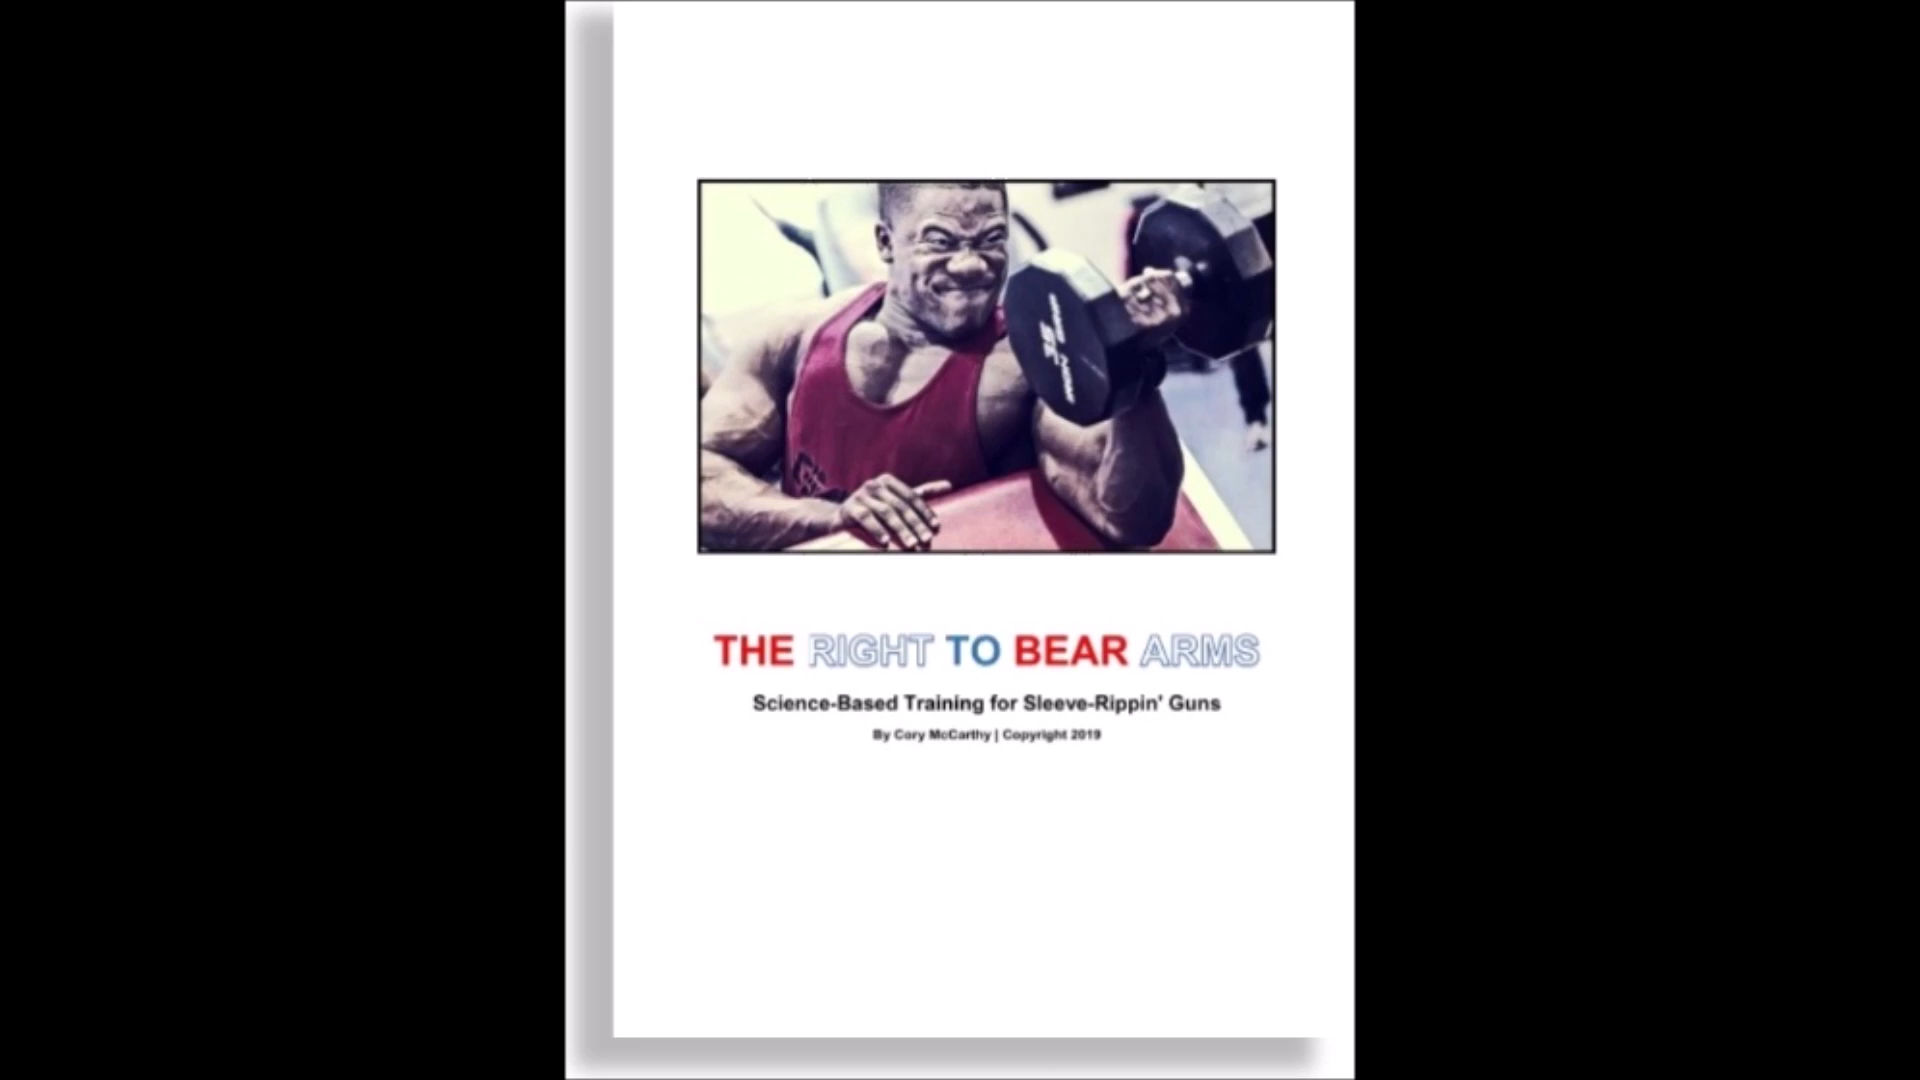 THE RIGHT TO BEAR ARMS
Science-Based Training for Sleeve-Rippin' Guns
By Cory McCarthy | Copyright 2019